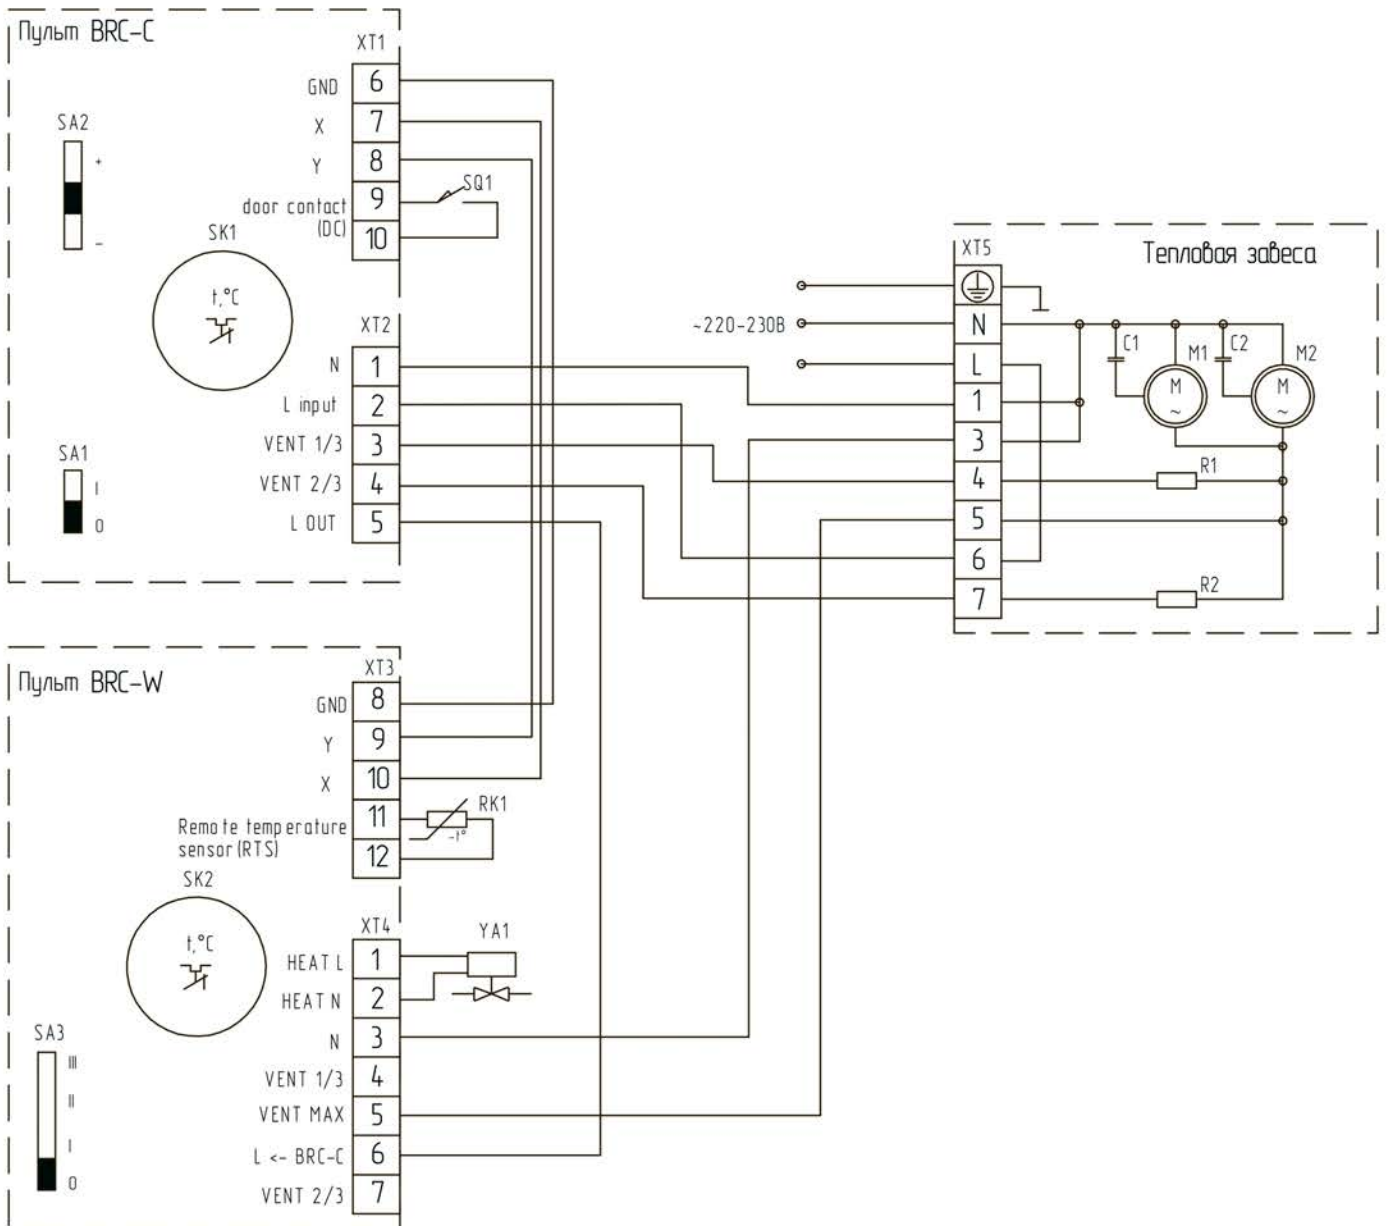 Пульт BRC-C
XT1
GND 6
X 7
SA2
Y 8
+
9
SQ1
door contact
(DC)
10
-
SK1
t,°C
XT2
N 1
L input 2
VENT 1/3 3
SA1
I
VENT 2/3 4
0
L OUT 5
XT5
Тепловая завеса
~220-230В
N
L
C1
M1
C2
M2
M
~
M
~
1
3
4
R1
5
6
7
R2
Пульт BRC-W
XT3
GND 8
Y 9
X 10
11
RK1
-t°
Remote temperature
sensor(RTS)
12
SK2
t,°C
XT4
YA1
HEAT L 1
HEAT N 2
SA3
N 3
III
VENT 1/3 4
II
VENT MAX 5
I
L <- BRC-C 6
0
VENT 2/3 7